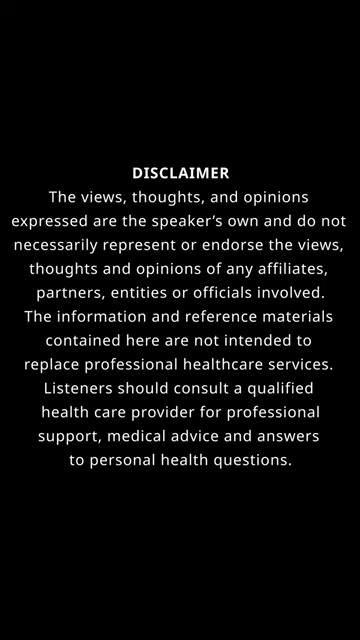 DISCLAIMER
The views, thoughts, and opinions
expressed are the speaker’s own and do not
necessarily represent or endorse the views,
thoughts and opinions of any affiliates,
partners, entities or officials involved.
The information and reference materials
contained here are not intended to
replace professional healthcare services.
Listeners should consult a qualified
health care provider for professional
support, medical advice and answers
to personal health questions.